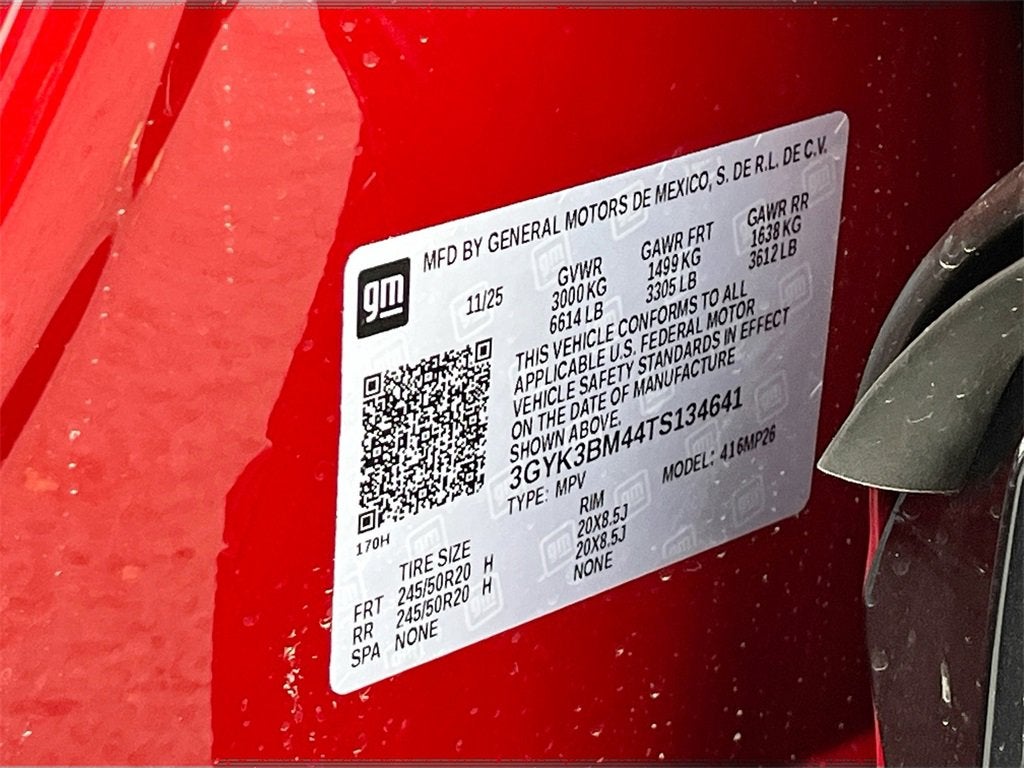 MFD BY GENERAL MOTORS DE MEXICO, S. DE R.L. DE C.V.
gm
11/25 GVWR GAWR FRT GAWR RR
3000 KG 1499 KG 1638 KG
6614 LB 3305 LB 3612 LB
THIS VEHICLE CONFORMS TO ALL
APPLICABLE U.S. FEDERAL MOTOR
VEHICLE SAFETY STANDARDS IN EFFECT
ON THE DATE OF MANUFACTURE
SHOWN ABOVE.
3GYK3BM44TS134641
TYPE: MPV MODEL: 416MP26
170H
TIRE SIZE RIM
FRT 245/50R20 H 20X8.5J
RR 245/50R20 H 20X8.5J
SPA NONE NONE